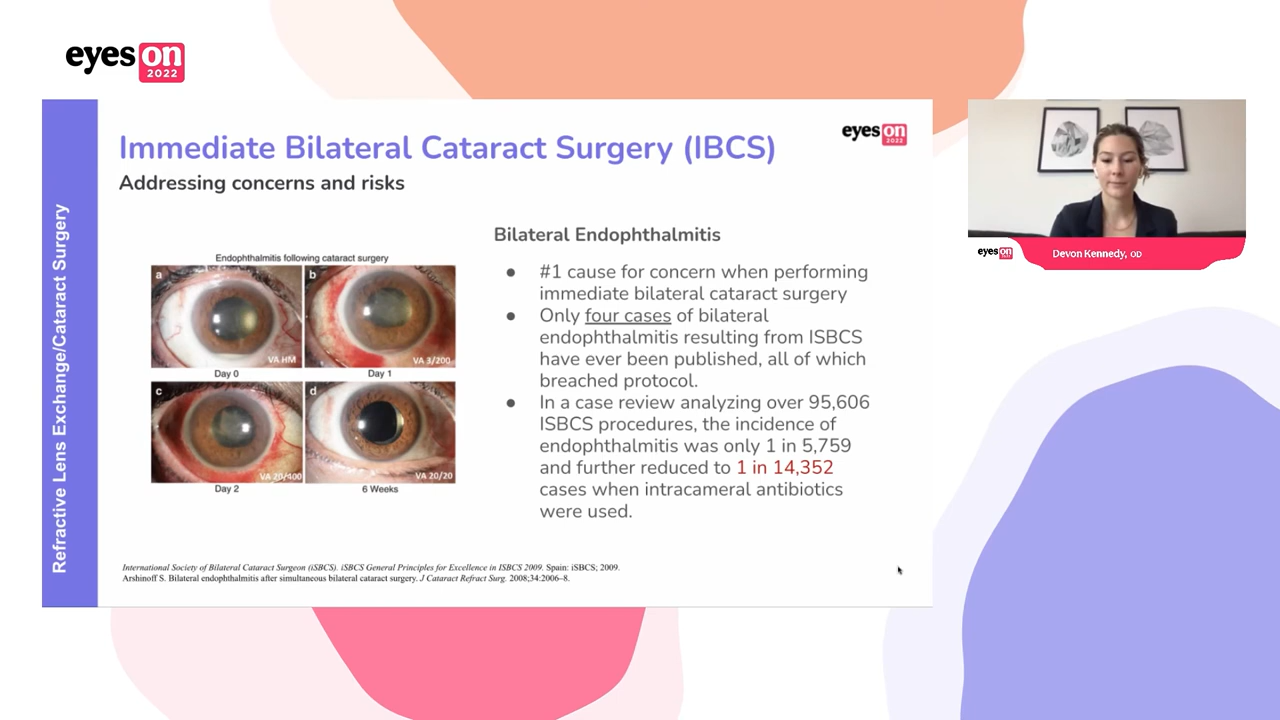 eyes on
2022
Immediate Bilateral Cataract Surgery (IBCS)
eyes on
2022
Addressing concerns and risks
Refractive Lens Exchange/Cataract Surgery
Endophthalmitis following cataract surgery
a
VA HM
b
VA 3/200
Day 0
Day 1
c
VA 20/400
d
VA 20/20
Day 2
6 Weeks
Bilateral Endophthalmitis
● #1 cause for concern when performing
immediate bilateral cataract surgery
● Only four cases of bilateral
endophthalmitis resulting from ISBCS
have ever been published, all of which
breached protocol.
● In a case review analyzing over 95,606
ISBCS procedures, the incidence of
endophthalmitis was only 1 in 5,759
and further reduced to 1 in 14,352
cases when intracameral antibiotics
were used.
International Society of Bilateral Cataract Surgeon (iSBCS). iSBCS General Principles for Excellence in ISBCS 2009. Spain: iSBCS; 2009.
Arshinoff S. Bilateral endophthalmitis after simultaneous bilateral cataract surgery. J Cataract Refract Surg. 2008;34:2006–8.
eyes on
2022
Devon Kennedy, OD